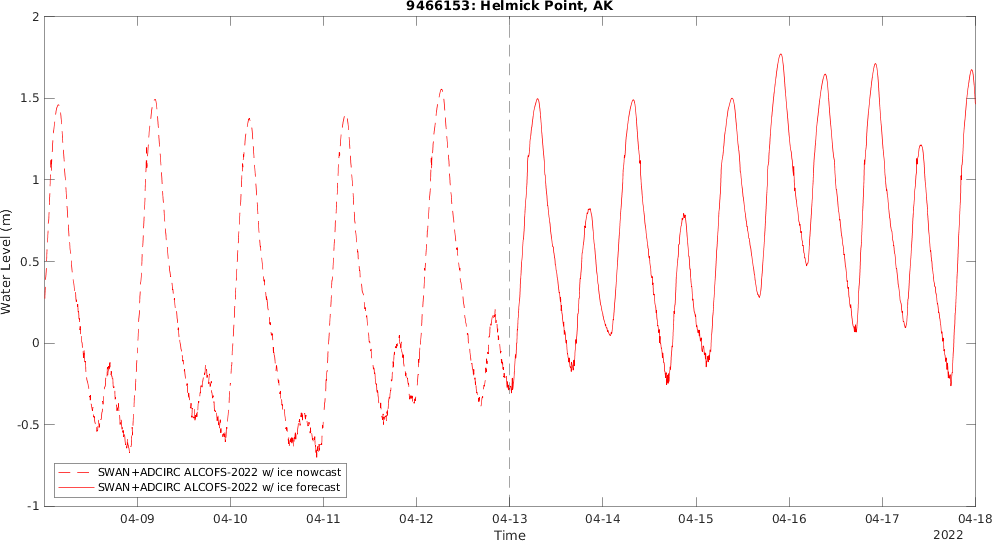 9466153: Helmick Point, AK
2
1.5
1
0.5
0
-0.5
-1
Water Level (m)
SWAN+ADCIRC ALCOFS-2022 w/ ice nowcast
SWAN+ADCIRC ALCOFS-2022 w/ ice forecast
04-09 04-10 04-11 04-12 04-13 04-14 04-15 04-16 04-17 04-18
Time
2022